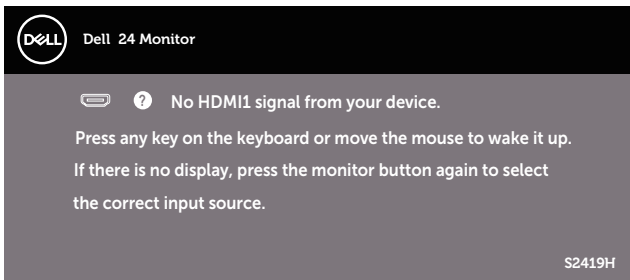 DELL Dell 24 Monitor
? No HDMI1 signal from your device.
Press any key on the keyboard or move the mouse to wake it up.
If there is no display, press the monitor button again to select
the correct input source.
S2419H